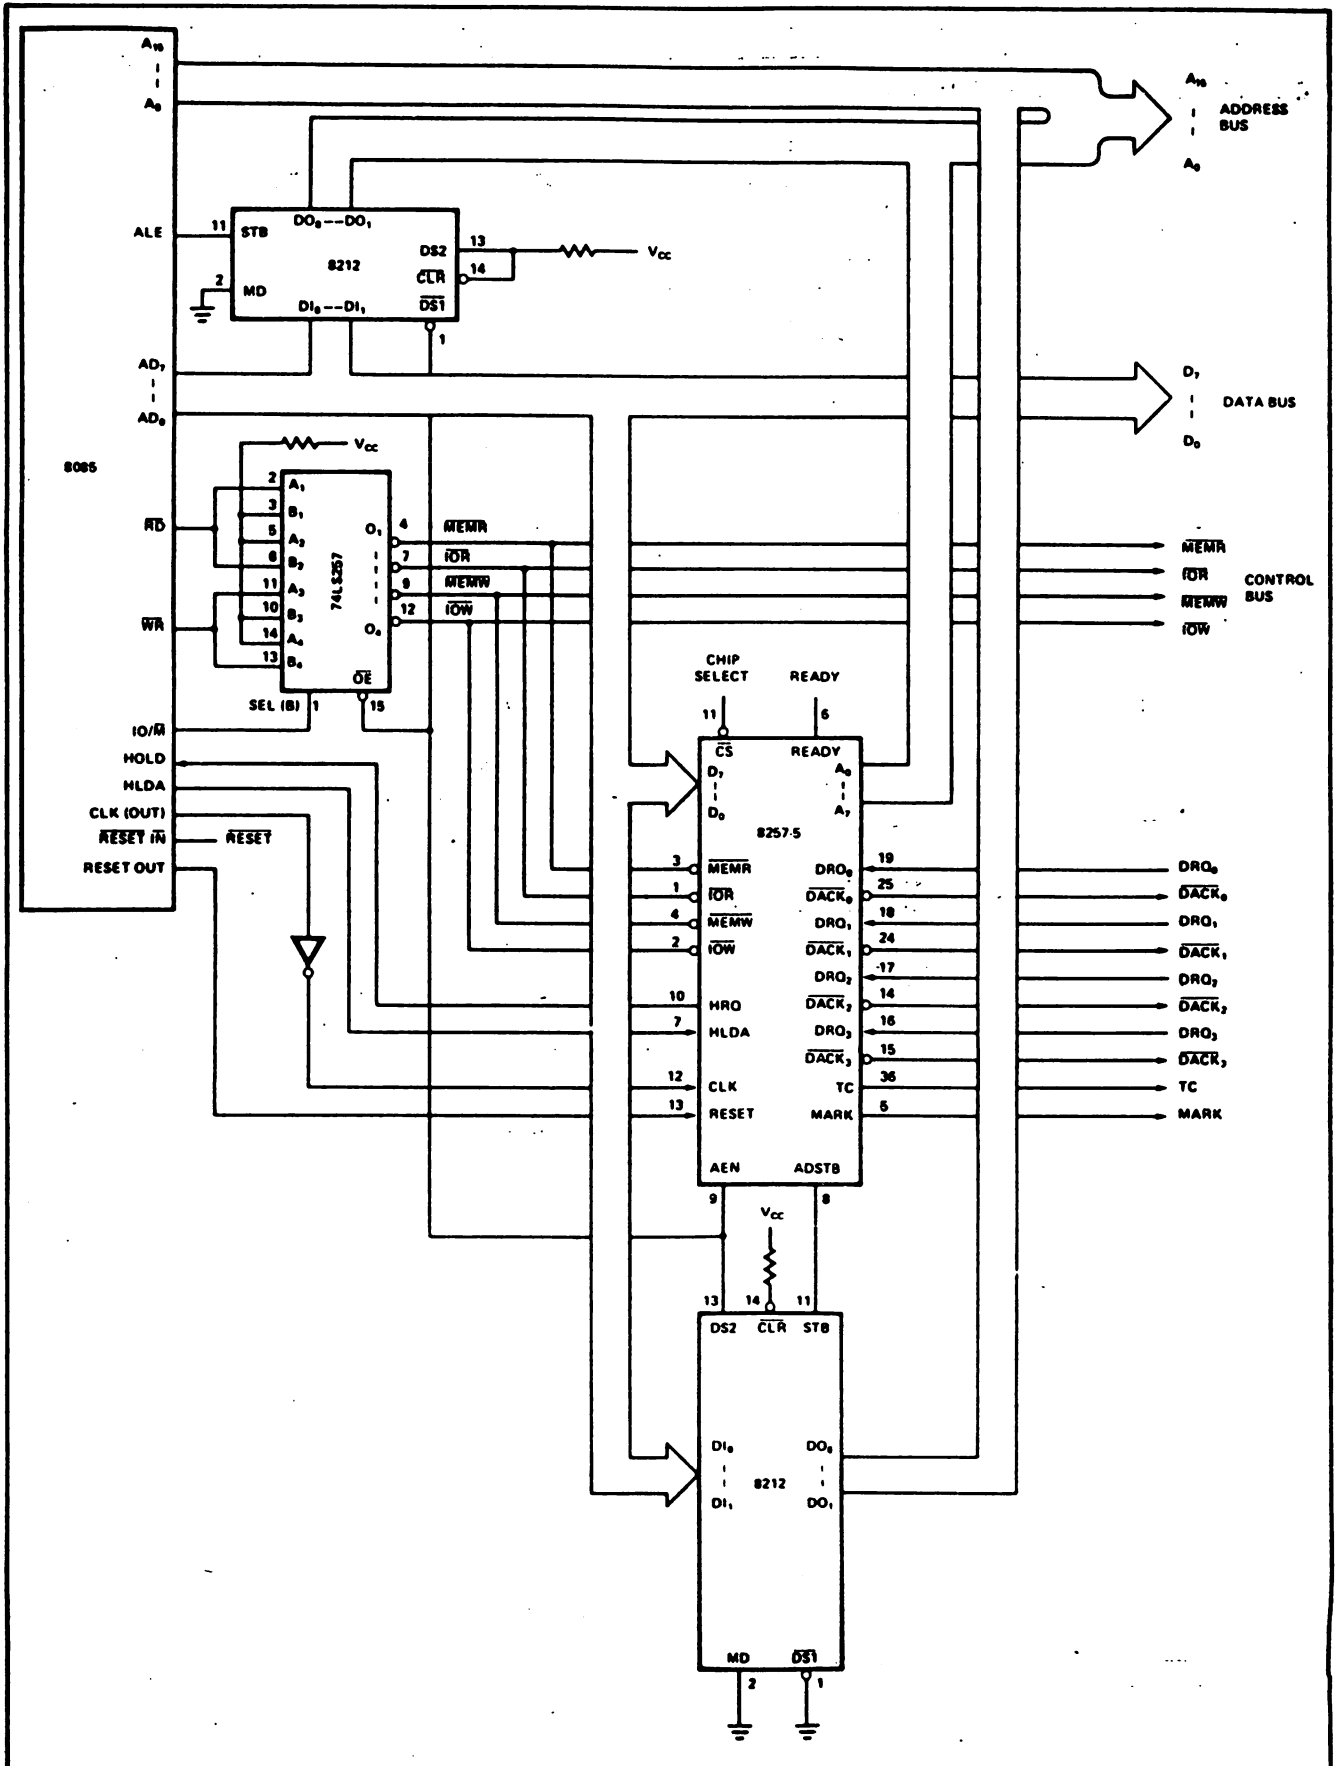 A₁₅
A₈
A₁₅
ADDRESS
BUS
A₀
ALE
11
STB
DO₈--DO₁
DS2
13
8212
CLR
14
V_CC
2
MD
DI₈--DI₁
DS1
1
AD₇
AD₀
D₇
DATA BUS
D₀
8085
V_CC
RD
WR
2 A₁
3 B₁
5 A₂
6 B₂
11 A₃
10 B₃
14 A₄
13 B₄
74LS257
O₁ 4 MEMR
7 IOR
9 MEMW
O₄ 12 IOW
OE
SEL (B) 1
15
MEMR
IOR
CONTROL
BUS
MEMW
IOW
IO/M
HOLD
HLDA
CLK (OUT)
RESET IN RESET
RESET OUT
CHIP
SELECT
READY
11
6
CS
READY
D₇
D₀
A₀
A₇
8257-5
3 MEMR
1 IOR
4 MEMW
2 IOW
10 HRQ
7 HLDA
12 CLK
13 RESET
DRQ₀ 19 DRQ₀
DACK₀ 25 DACK₀
DRQ₁ 18 DRQ₁
DACK₁ 24 DACK₁
DRQ₂ 17 DRQ₂
DACK₂ 14 DACK₂
DRQ₃ 16 DRQ₃
DACK₃ 15 DACK₃
TC 36 TC
MARK 5 MARK
AEN ADSTB
9
8
V_CC
13
14
11
DS2 CLR STB
DI₈
DO₈
8212
DI₁
DO₁
MD
DS1
2
1